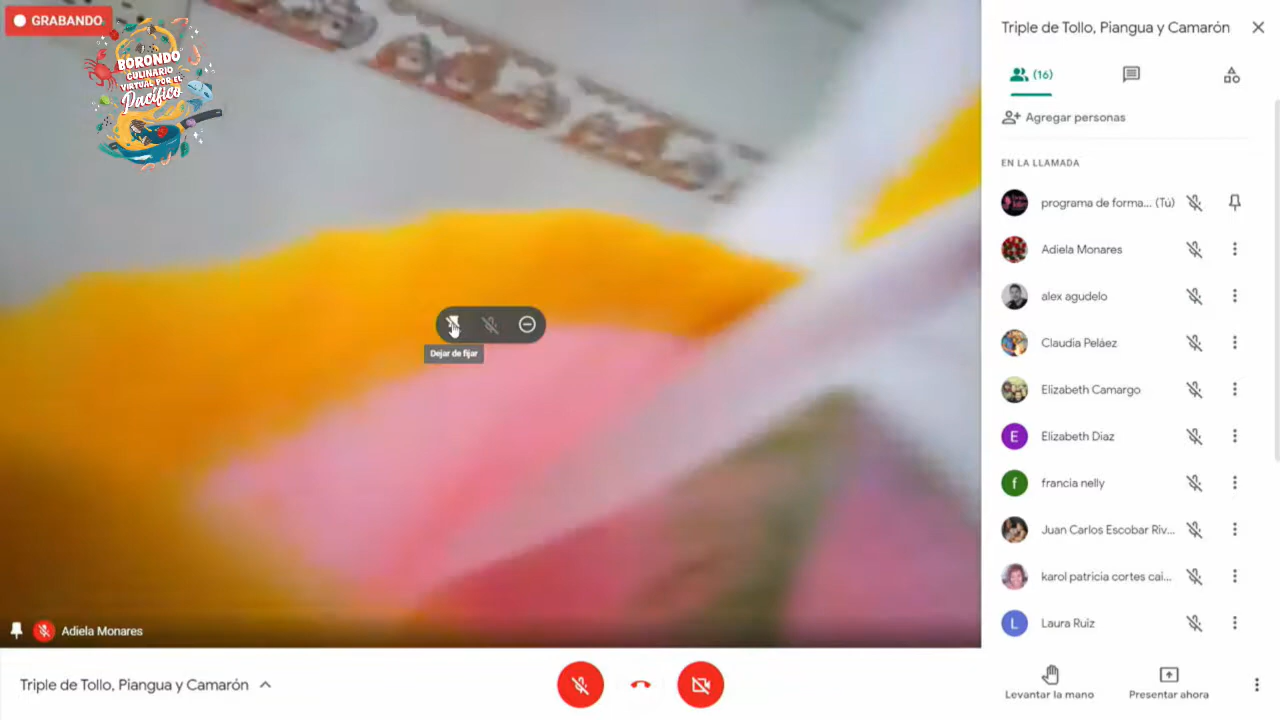 GRABANDO
BORONDO
CULINARIO
VIRTUAL POR EL
Pacífico
Dejar de fijar
Adiela Monares
Triple de Tollo, Piangua y Camarón
Triple de Tollo, Piangua y Camarón
(16)
Agregar personas
EN LA LLAMADA
programa de forma... (Tú)
Adiela Monares
alex agudelo
Claudia Peláez
Elizabeth Camargo
E
Elizabeth Diaz
f
francia nelly
Juan Carlos Escobar Riv...
karol patricia cortes cai...
L
Laura Ruiz
Levantar la mano
Presentar ahora